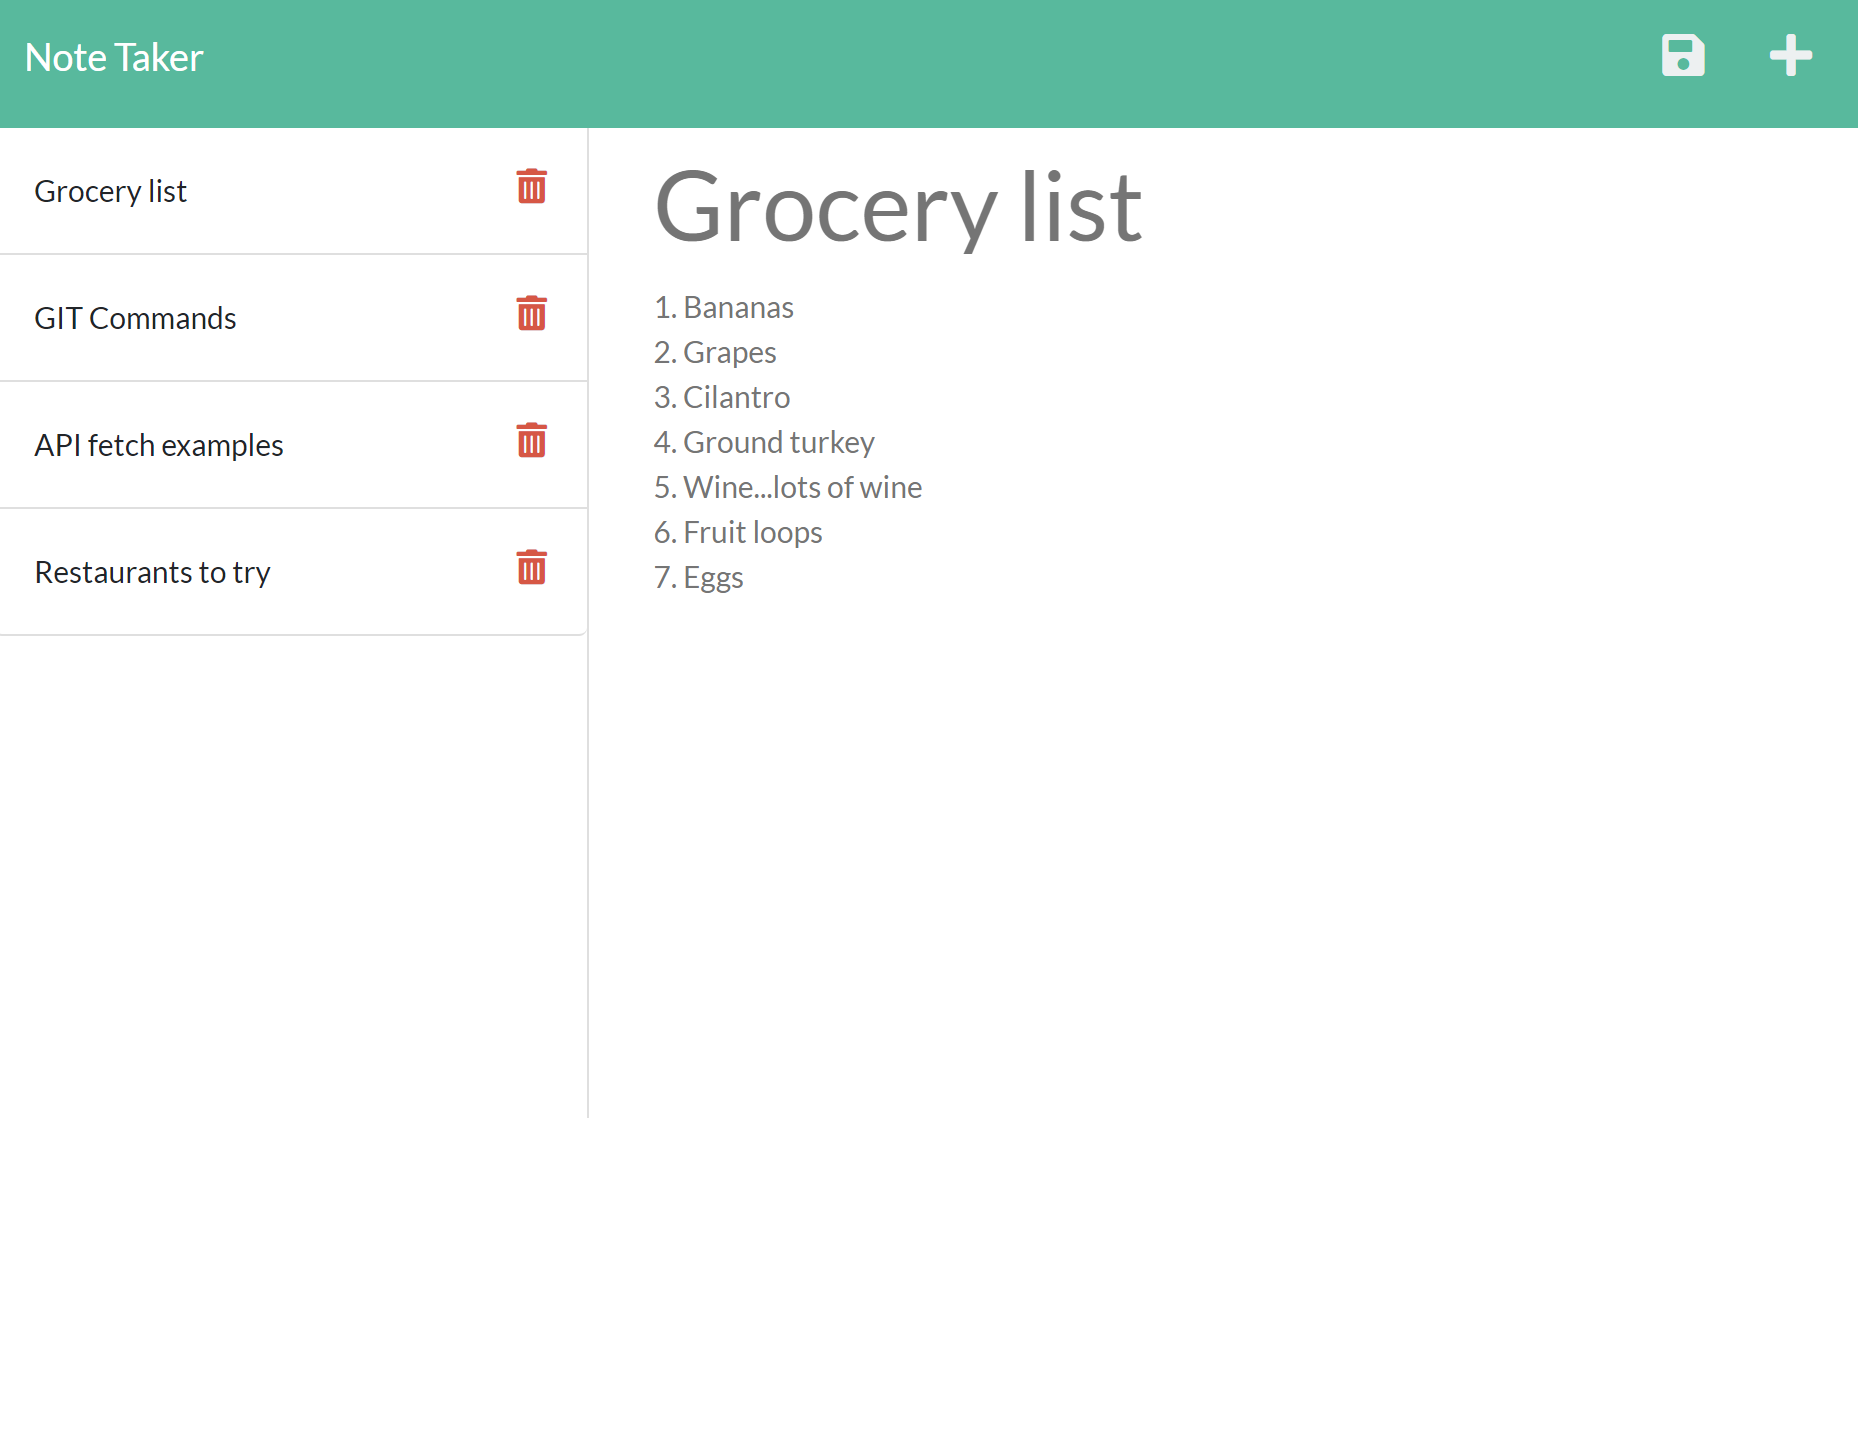 Note Taker
Grocery list
GIT Commands
API fetch examples
Restaurants to try
Grocery list
1. Bananas
2. Grapes
3. Cilantro
4. Ground turkey
5. Wine...lots of wine
6. Fruit loops
7. Eggs